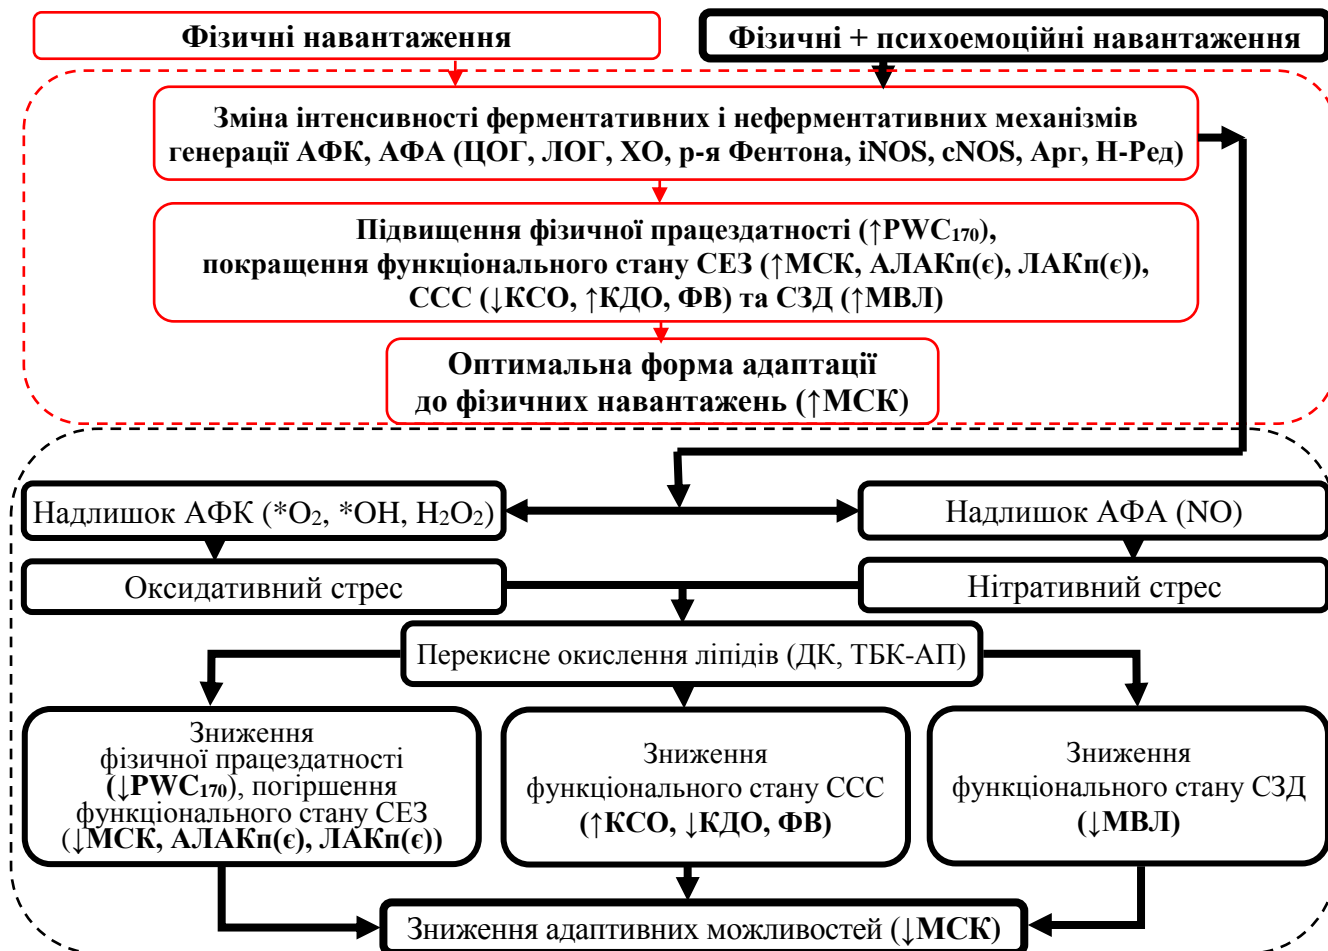 Фізичні навантаження
Фізичні + психоемоційні навантаження
Зміна інтенсивності ферментативних і неферментативних механізмів
генерації АФК, АФА (ЦОГ, ЛОГ, ХО, р-я Фентона, iNOS, cNOS, Арг, Н-Ред)
Підвищення фізичної працездатності (↑PWC₁₇₀),
покращення функціонального стану СЕЗ (↑МСК, АЛАКп(є), ЛАКп(є)),
ССС (↓КСО, ↑КДО, ФВ) та СЗД (↑МВЛ)
Оптимальна форма адаптації
до фізичних навантажень (↑МСК)
Надлишок АФК (*O₂, *OH, H₂O₂)
Надлишок АФА (NO)
Оксидативний стрес
Нітративний стрес
Перекисне окислення ліпідів (ДК, ТБК-АП)
Зниження
фізичної працездатності
(↓PWC₁₇₀), погіршення
функціонального стану СЕЗ
(↓МСК, АЛАКп(є), ЛАКп(є))
Зниження
функціонального стану ССС
(↑КСО, ↓КДО, ФВ)
Зниження
функціонального стану СЗД
(↓МВЛ)
Зниження адаптивних можливостей (↓МСК)